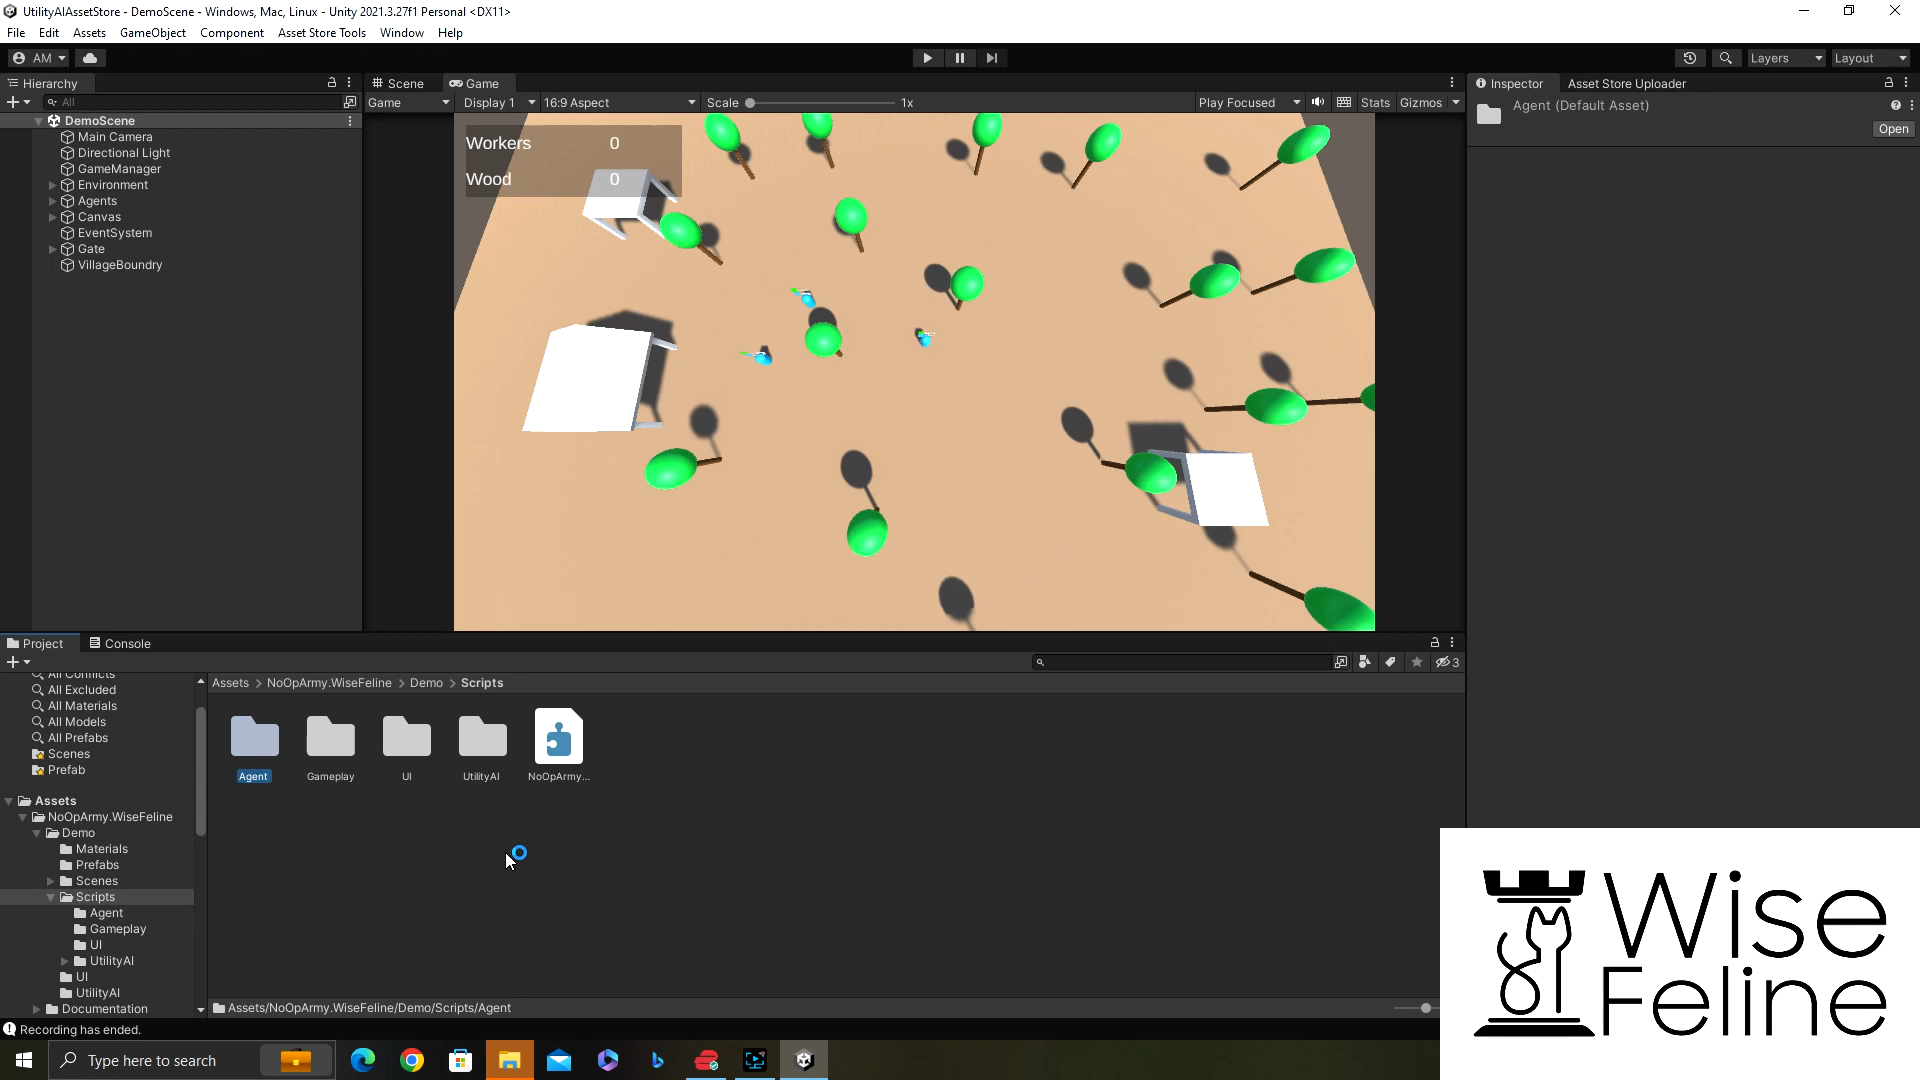 UtilityAIAssetStore - DemoScene - Windows, Mac, Linux - Unity 2021.3.27f1 Personal <DX11>
File Edit Assets GameObject Component Asset Store Tools Window Help
AM
Layers Layout
Hierarchy
All
DemoScene
Main Camera
Directional Light
GameManager
Environment
Agents
Canvas
EventSystem
Gate
VillageBoundry
Scene Game
Game Display 1 16:9 Aspect Scale 1x Play Focused Stats Gizmos
Workers 0
Wood 0
Inspector Asset Store Uploader
Agent (Default Asset)
Open
Project Console
3
All Conflicts
All Excluded
All Materials
All Models
All Prefabs
Scenes
Prefab
Assets
NoOpArmy.WiseFeline
Demo
Materials
Prefabs
Scenes
Scripts
Agent
Gameplay
UI
UtilityAI
UI
UtilityAI
Documentation
Assets > NoOpArmy.WiseFeline > Demo > Scripts
Agent Gameplay UI UtilityAI NoOpArmy...
Assets/NoOpArmy.WiseFeline/Demo/Scripts/Agent
Recording has ended.
Type here to search
Wise
Feline